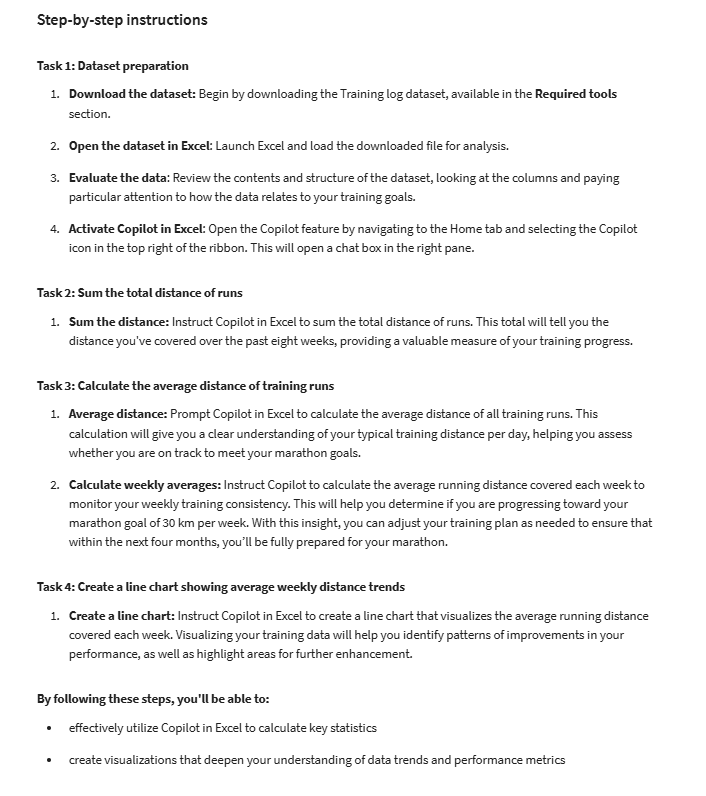 Step-by-step instructions
Task 1: Dataset preparation
1. Download the dataset: Begin by downloading the Training log dataset, available in the Required tools
section.
2. Open the dataset in Excel: Launch Excel and load the downloaded file for analysis.
3. Evaluate the data: Review the contents and structure of the dataset, looking at the columns and paying
particular attention to how the data relates to your training goals.
4. Activate Copilot in Excel: Open the Copilot feature by navigating to the Home tab and selecting the Copilot
icon in the top right of the ribbon. This will open a chat box in the right pane.
Task 2: Sum the total distance of runs
1. Sum the distance: Instruct Copilot in Excel to sum the total distance of runs. This total will tell you the
distance you've covered over the past eight weeks, providing a valuable measure of your training progress.
Task 3: Calculate the average distance of training runs
1. Average distance: Prompt Copilot in Excel to calculate the average distance of all training runs. This
calculation will give you a clear understanding of your typical training distance per day, helping you assess
whether you are on track to meet your marathon goals.
2. Calculate weekly averages: Instruct Copilot to calculate the average running distance covered each week to
monitor your weekly training consistency. This will help you determine if you are progressing toward your
marathon goal of 30 km per week. With this insight, you can adjust your training plan as needed to ensure that
within the next four months, you’ll be fully prepared for your marathon.
Task 4: Create a line chart showing average weekly distance trends
1. Create a line chart: Instruct Copilot in Excel to create a line chart that visualizes the average running distance
covered each week. Visualizing your training data will help you identify patterns of improvements in your
performance, as well as highlight areas for further enhancement.
By following these steps, you'll be able to:
• effectively utilize Copilot in Excel to calculate key statistics
• create visualizations that deepen your understanding of data trends and performance metrics